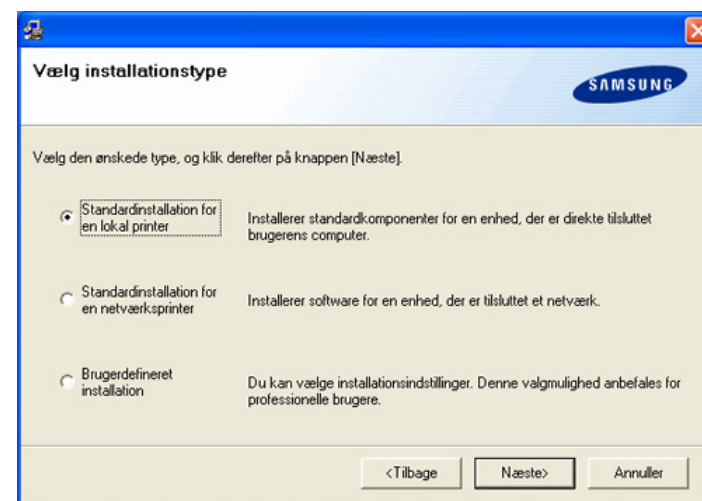 Vælg installationstype
SAMSUNG
Vælg den ønskede type, og klik derefter på knappen [Næste].
Standardinstallation for
en lokal printer
Installerer standardkomponenter for en enhed, der er direkte tilsluttet
brugerens computer.
Standardinstallation for
en netværksprinter
Installerer software for en enhed, der er tilsluttet et netværk.
Brugerdefineret
installation
Du kan vælge installationsindstillinger. Denne valgmulighed anbefales for
professionelle brugere.
<Tilbage
Næste>
Annuller